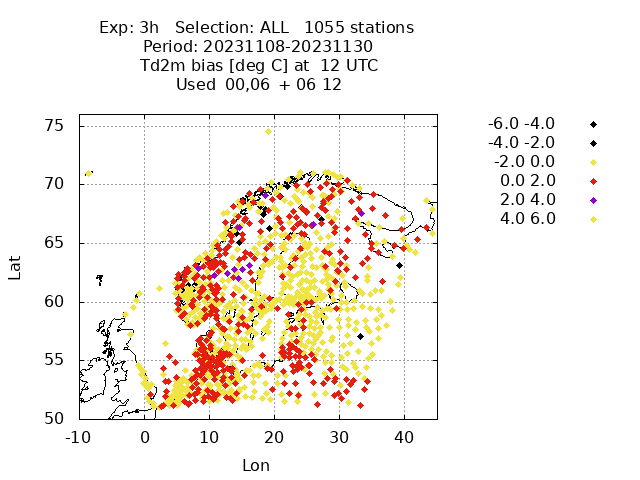 Exp: 3h   Selection: ALL   1055 stations
Period: 20231108-20231130
Td2m bias [deg C] at  12 UTC
Used  00,06  + 06 12
75
70
65
60
55
50
-10 0 10 20 30 40
Lat
Lon
-6.0 -4.0
-4.0 -2.0
-2.0 0.0
0.0 2.0
2.0 4.0
4.0 6.0